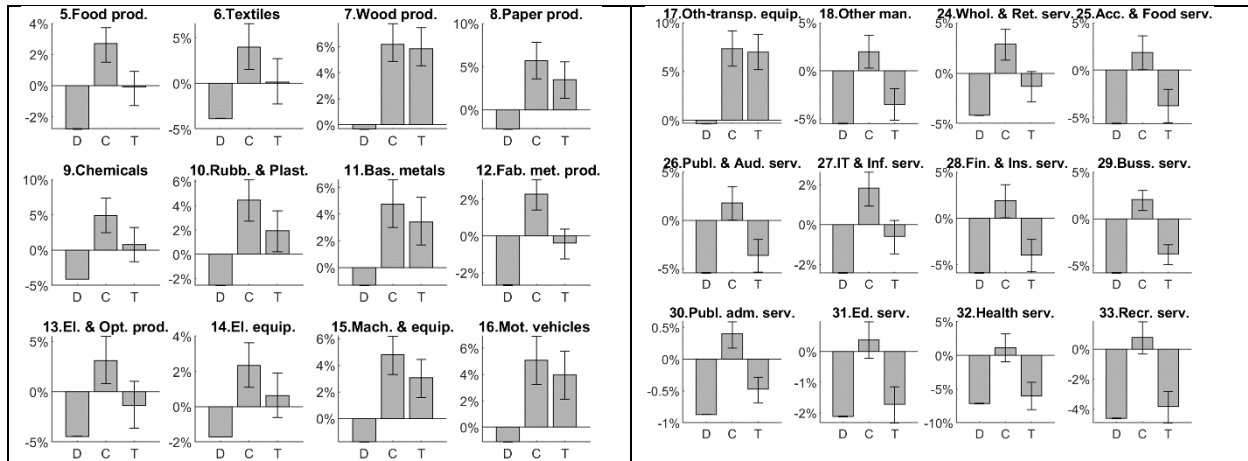 5.Food prod. 6.Textiles 7.Wood prod. 8.Paper prod.
4% 2% 0% -2%
5% 0% -5%
6% 4% 2% 0%
10% 5% 0%
D C T D C T D C T D C T
9.Chemicals 10.Rubb. & Plast. 11.Bas. metals 12.Fab. met. prod.
10% 5% 0% -5%
6% 4% 2% 0% -2%
6% 4% 2% 0%
2% 0% -2%
D C T D C T D C T D C T
13.El. & Opt. prod. 14.El. equip. 15.Mach. & equip. 16.Mot. vehicles
5% 0% -5%
4% 2% 0% -2%
6% 4% 2% 0%
6% 4% 2% 0%
D C T D C T D C T D C T
17.Oth-transp. equip. 18.Other man. 24.Whol. & Ret. serv. 25.Acc. & Food serv.
10% 5% 0%
5% 0% -5%
5% 0% -5%
5% 0% -5%
D C T D C T D C T D C T
26.Publ. & Aud. serv. 27.IT & Inf. serv. 28.Fin. & Ins. serv. 29.Buss. serv.
5% 0% -5%
2% 0% -2%
5% 0% -5%
5% 0% -5%
D C T D C T D C T D C T
30.Publ. adm. serv. 31.Ed. serv. 32.Health serv. 33.Recr. serv.
0.5% 0% -0.5% -1%
0% -1% -2%
5% 0% -5% -10%
0% -2% -4%
D C T D C T D C T D C T